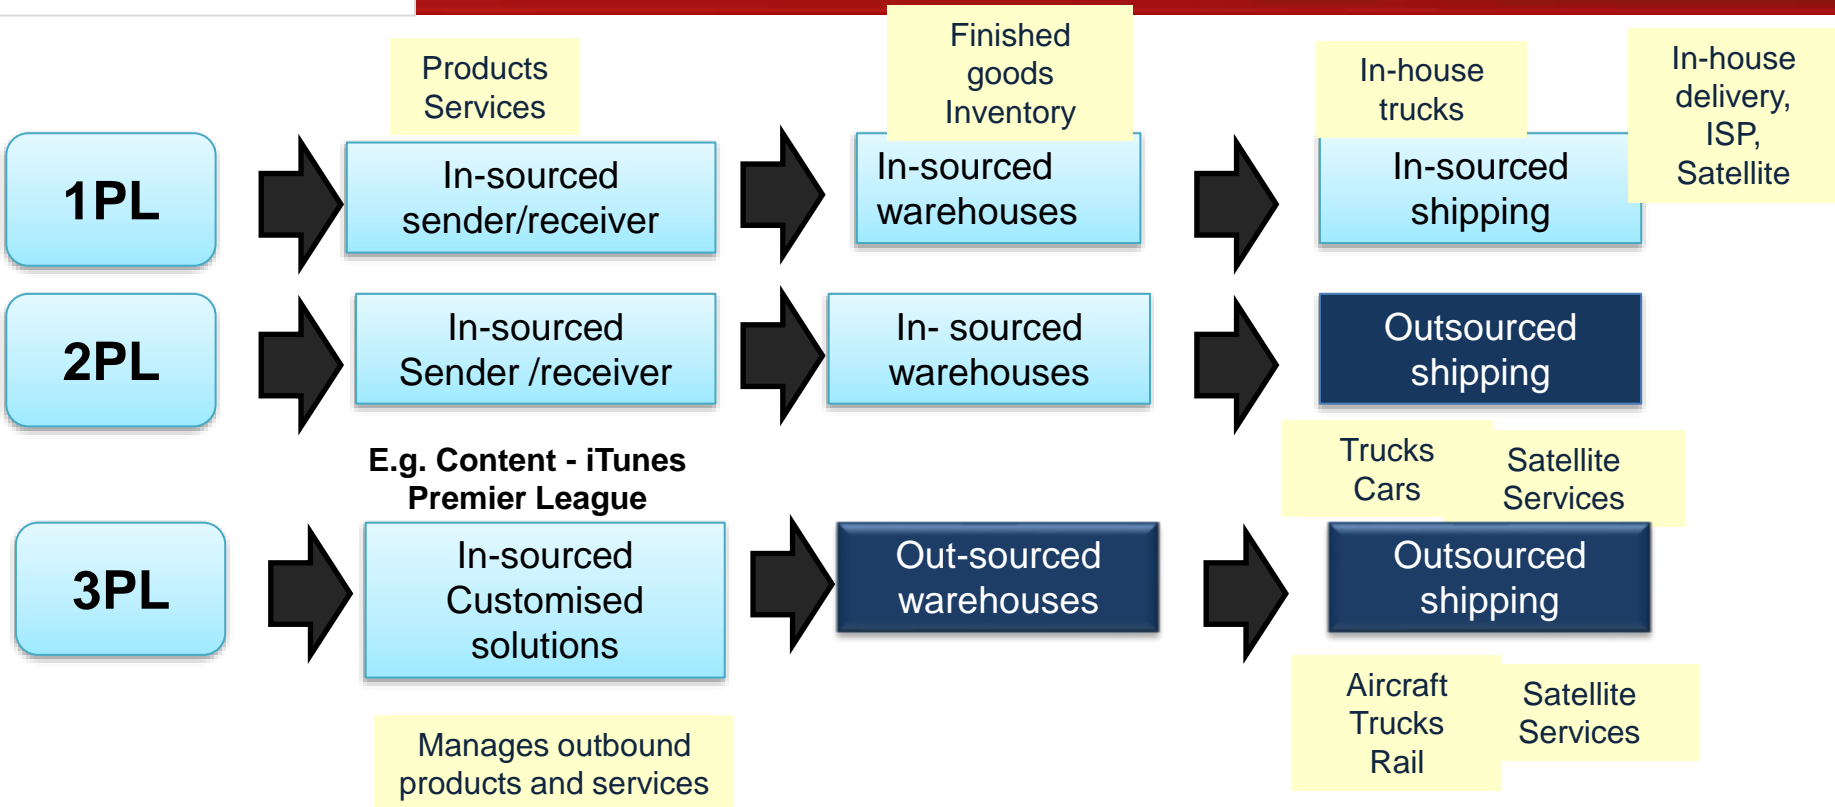 Products
Services
Finished
goods
Inventory
In-house
trucks
In-house
delivery,
ISP,
Satellite
1PL
In-sourced
sender/receiver
In-sourced
warehouses
In-sourced
shipping
2PL
In-sourced
Sender /receiver
In- sourced
warehouses
Outsourced
shipping
E.g. Content - iTunes
Premier League
Trucks
Cars
Satellite
Services
3PL
In-sourced
Customised
solutions
Out-sourced
warehouses
Outsourced
shipping
Manages outbound
products and services
Aircraft
Trucks
Rail
Satellite
Services